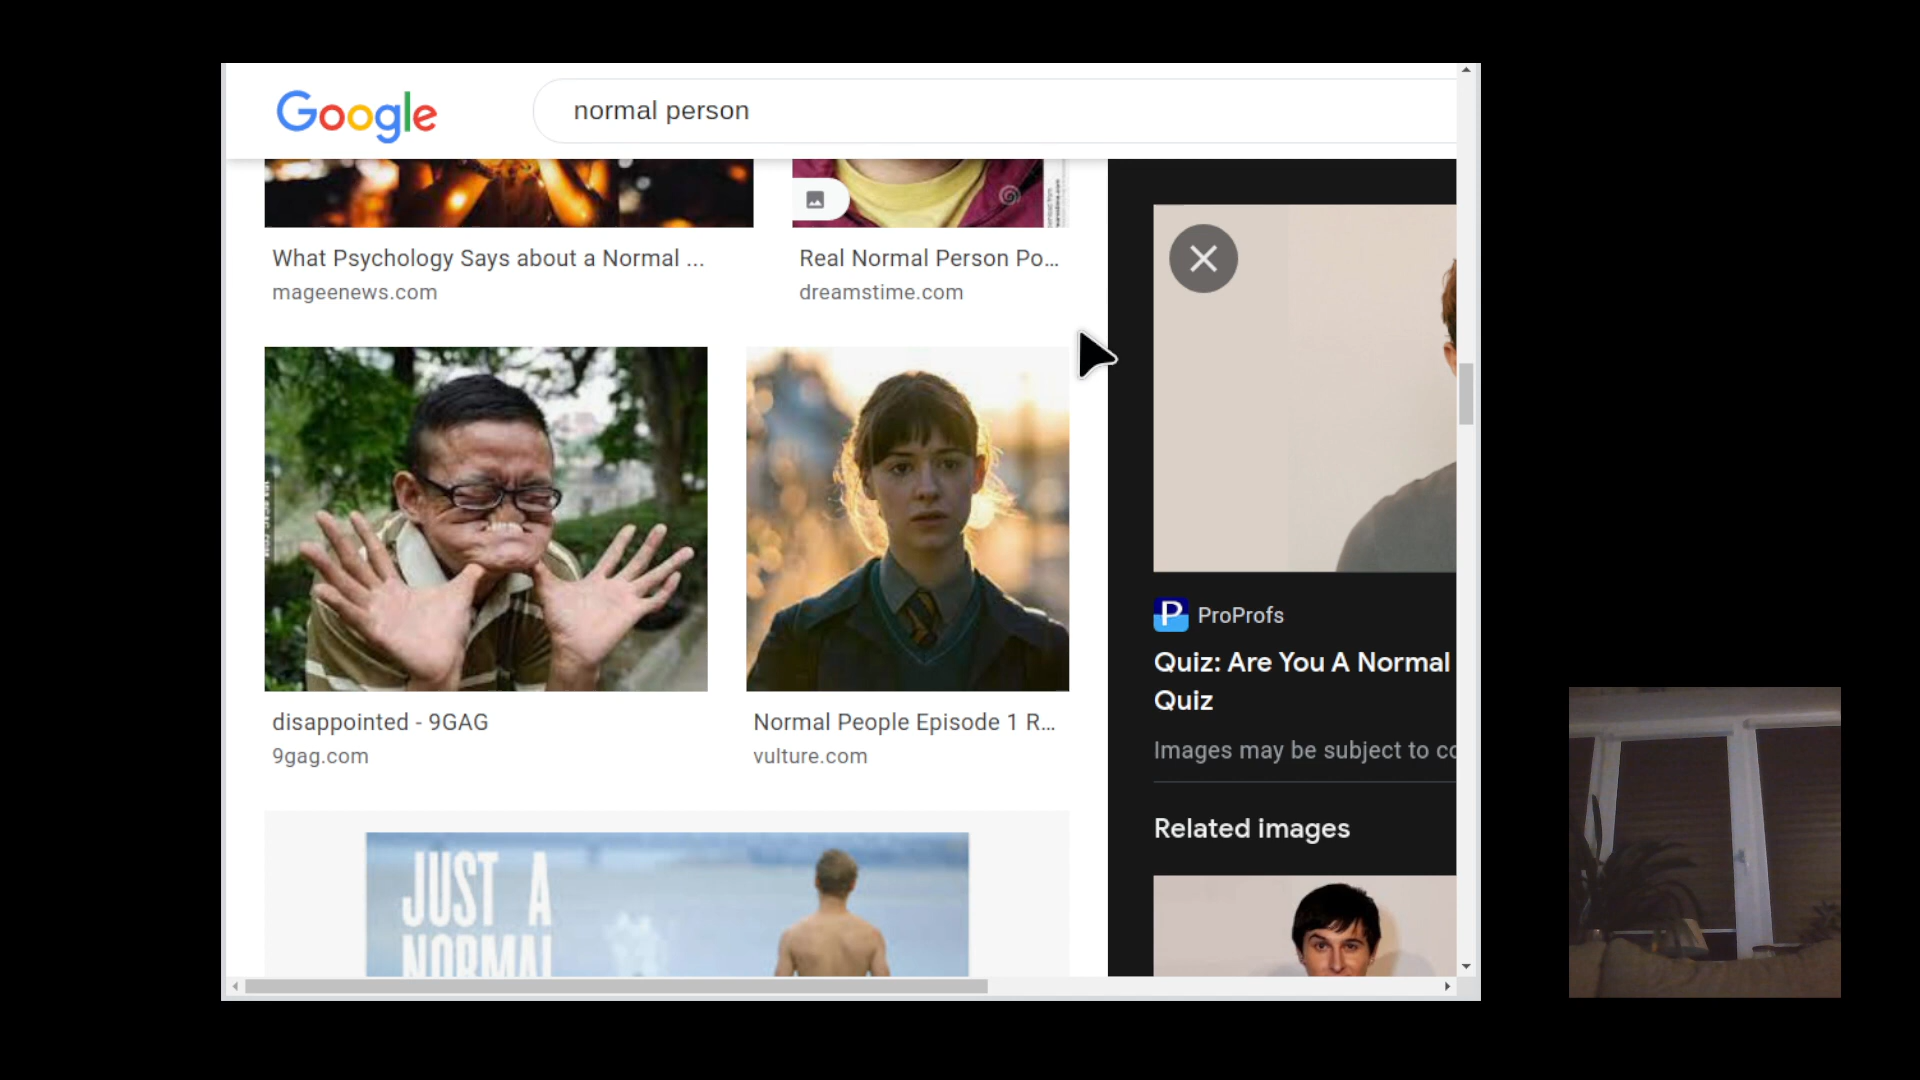 Google
normal person
What Psychology Says about a Normal ...
mageenews.com
Real Normal Person Po...
dreamstime.com
disappointed - 9GAG
9gag.com
Normal People Episode 1 R...
vulture.com
JUST A
NORMAL
P ProProfs
Quiz: Are You A Normal
Quiz
Images may be subject to co
Related images